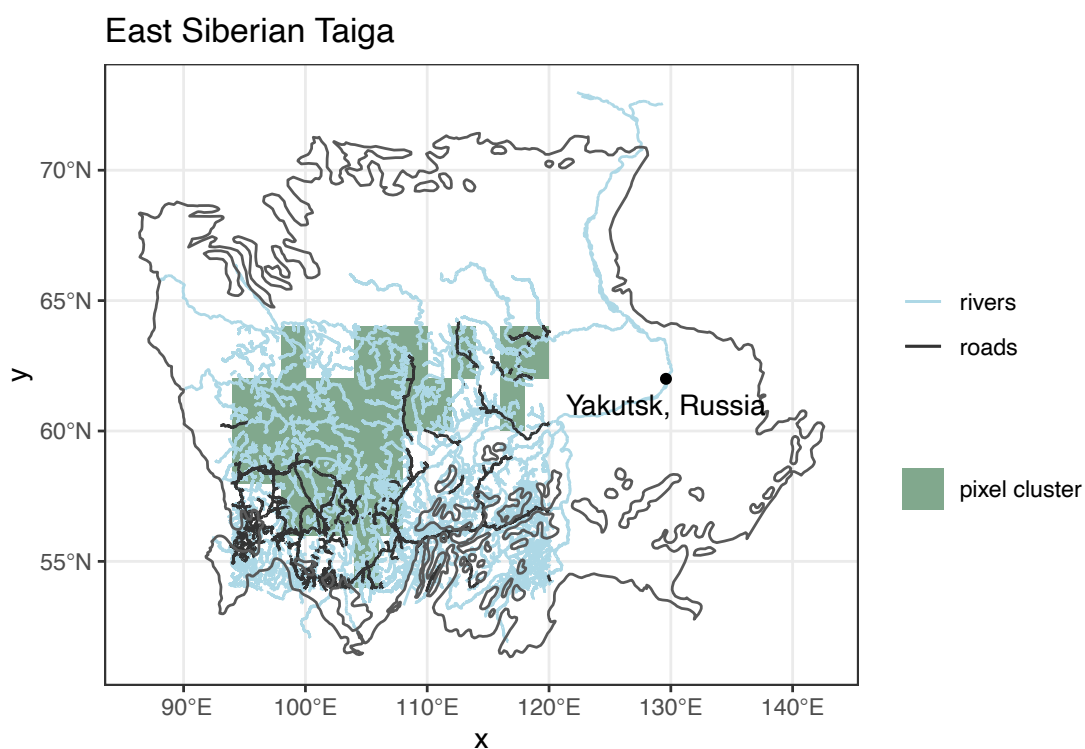 East Siberian Taiga
y
70°N
65°N
60°N
55°N
Yakutsk, Russia
90°E 100°E 110°E 120°E 130°E 140°E
x
rivers
roads
pixel cluster